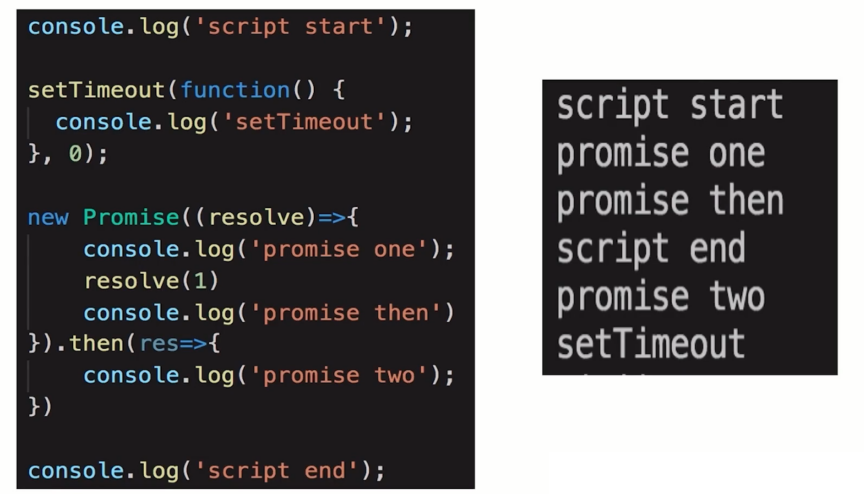 console.log('script start');
setTimeout(function() {
console.log('setTimeout');
}, 0);
new Promise((resolve)=>{
console.log('promise one');
resolve(1)
console.log('promise then')
}).then(res=>{
console.log('promise two');
})
console.log('script end');
script start
promise one
promise then
script end
promise two
setTimeout